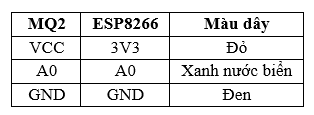 MQ2 ESP8266 Màu dây
VCC 3V3 Đỏ
A0 A0 Xanh nước biển
GND GND Đen